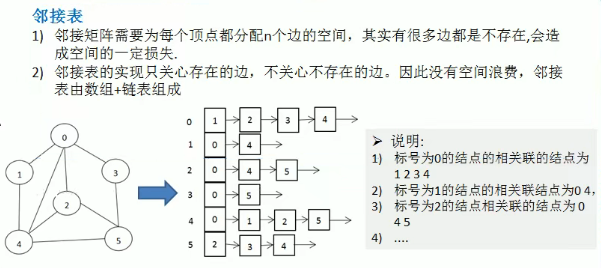 邻接表
1) 邻接矩阵需要为每个顶点都分配n个边的空间，其实有很多边都是不存在,会造
成空间的一定损失.
2) 邻接表的实现只关心存在的边，不关心不存在的边。因此没有空间浪费，邻接
表由数组+链表组成
0
1
3
2
4
5
0 1 2 3 4
1 0 4
2 0 4 5
3 0 5
4 0 1 2 5
5 2 3 4
➢ 说明:
1) 标号为0的结点的相关联的结点为
1 2 3 4
2) 标号为1的结点的相关联结点为0 4，
3) 标号为2的结点相关联的结点为 0
4 5
4) ....